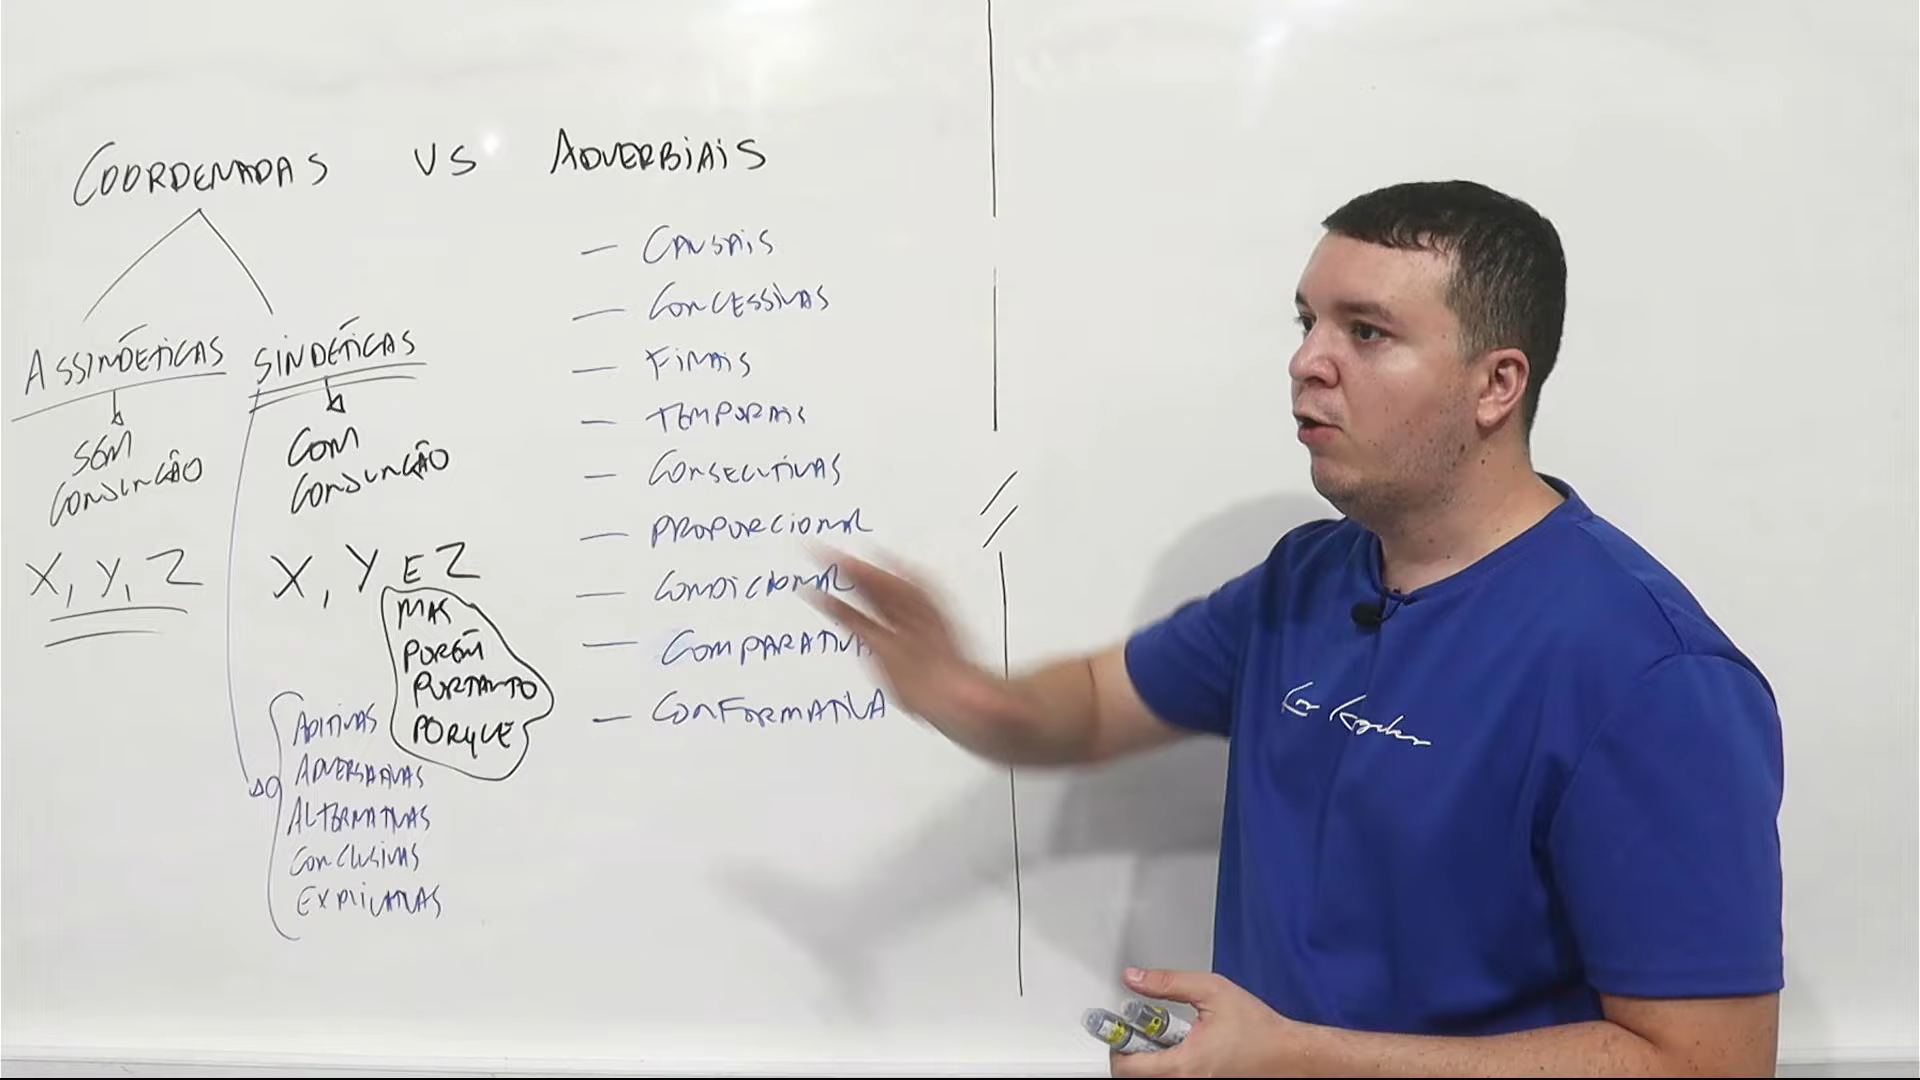 COORDENADAS VS ADVERBIAIS
ASSINDÉTICAS
SEM
CONJUNÇÃO
X, Y, Z
SINDÉTICAS
COM
CONJUNÇÃO
X, Y E Z
MAS
PORÉM
PORTANTO
PORQUE
ADITIVAS
ADVERSATIVAS
ALTERNATIVAS
CONCLUSIVAS
EXPLICATIVAS
— CAUSAIS
— CONCESSIVAS
— FINAIS
— TEMPORAIS
— CONSECUTIVAS
— PROPORCIONAL
— CONDICIONAL
— COMPARATIVA
— CONFORMATIVA